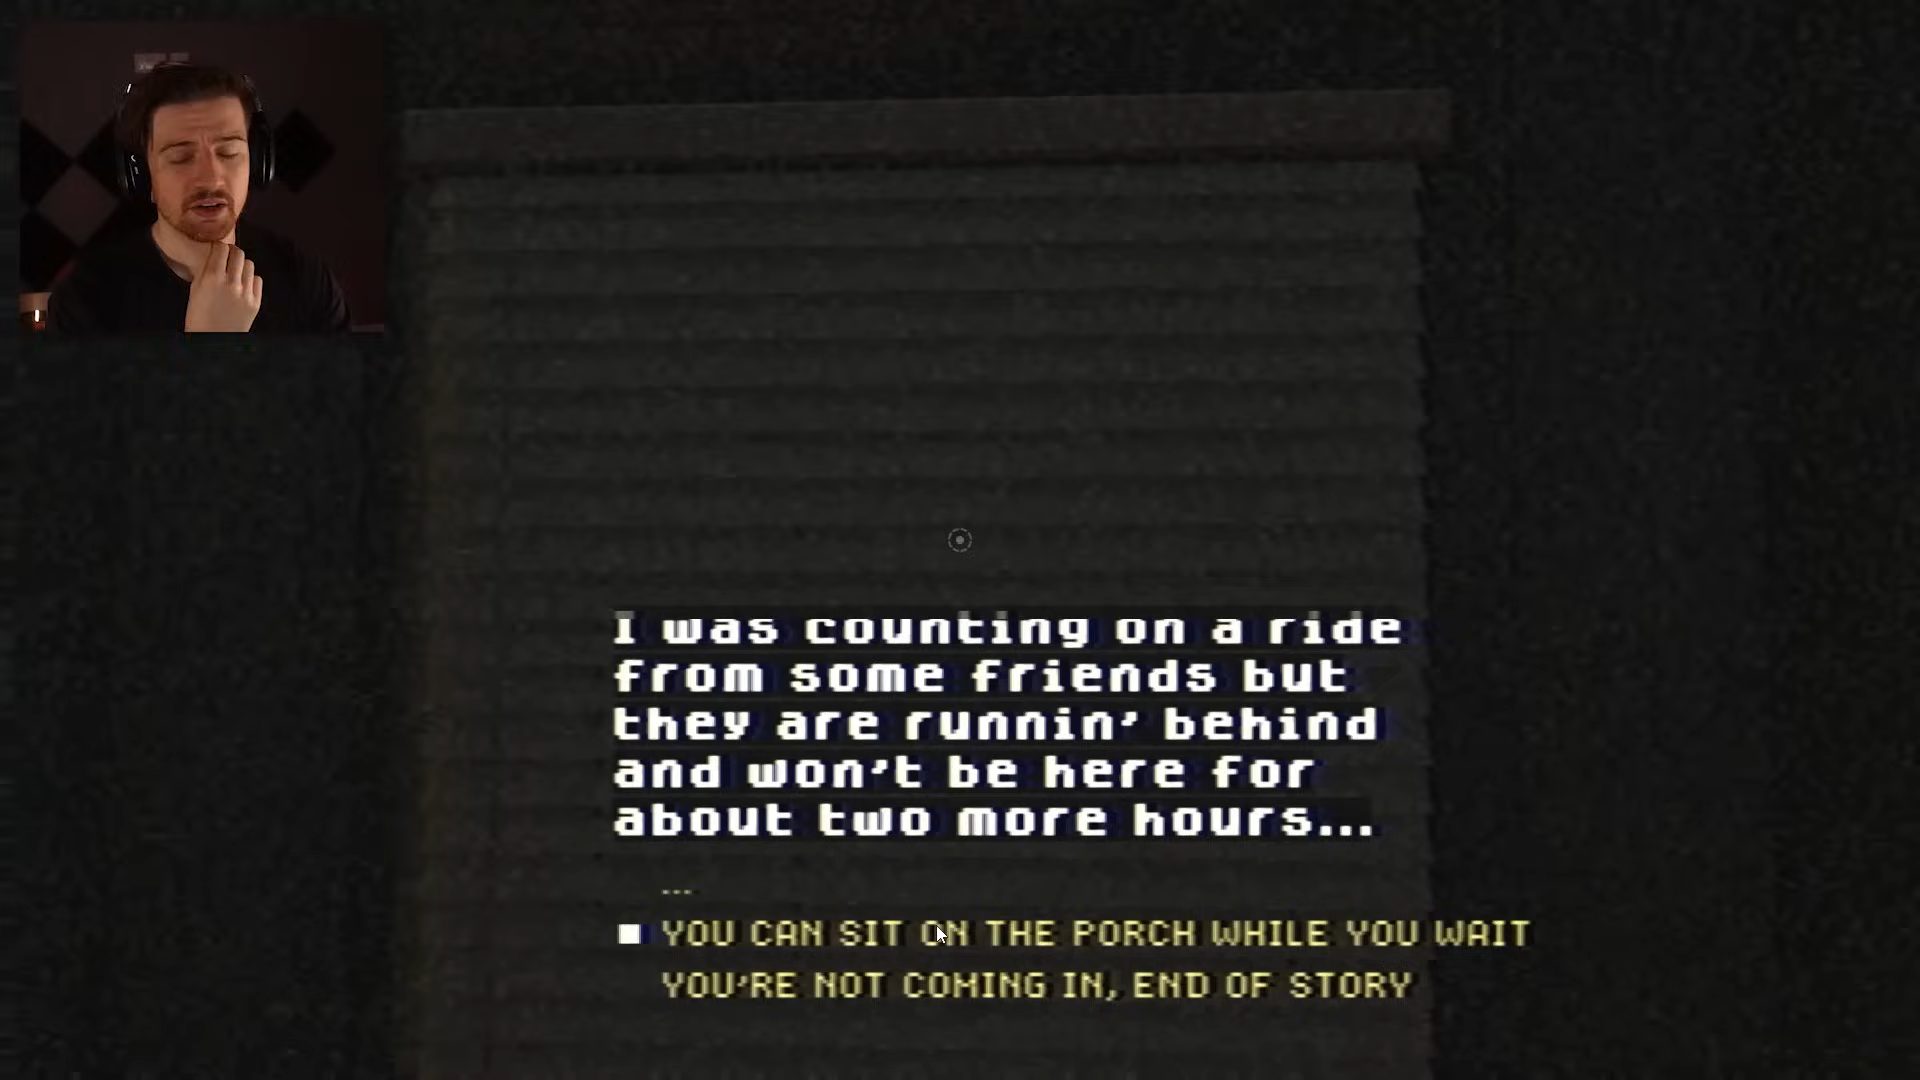 I was counting on a ride
from some friends but
they are runnin' behind
and won't be here for
about two more hours...
...
YOU CAN SIT ON THE PORCH WHILE YOU WAIT
YOU'RE NOT COMING IN, END OF STORY